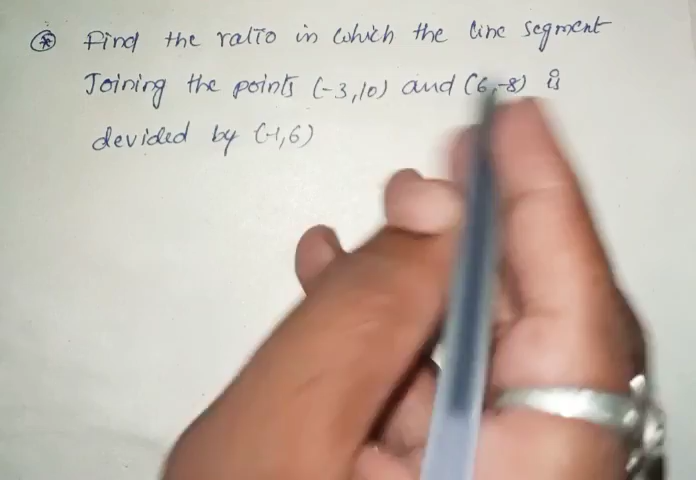 * Find the ratio in which the line segment
Joining the points (-3,10) and (6,-8) is
devided by (-1,6)